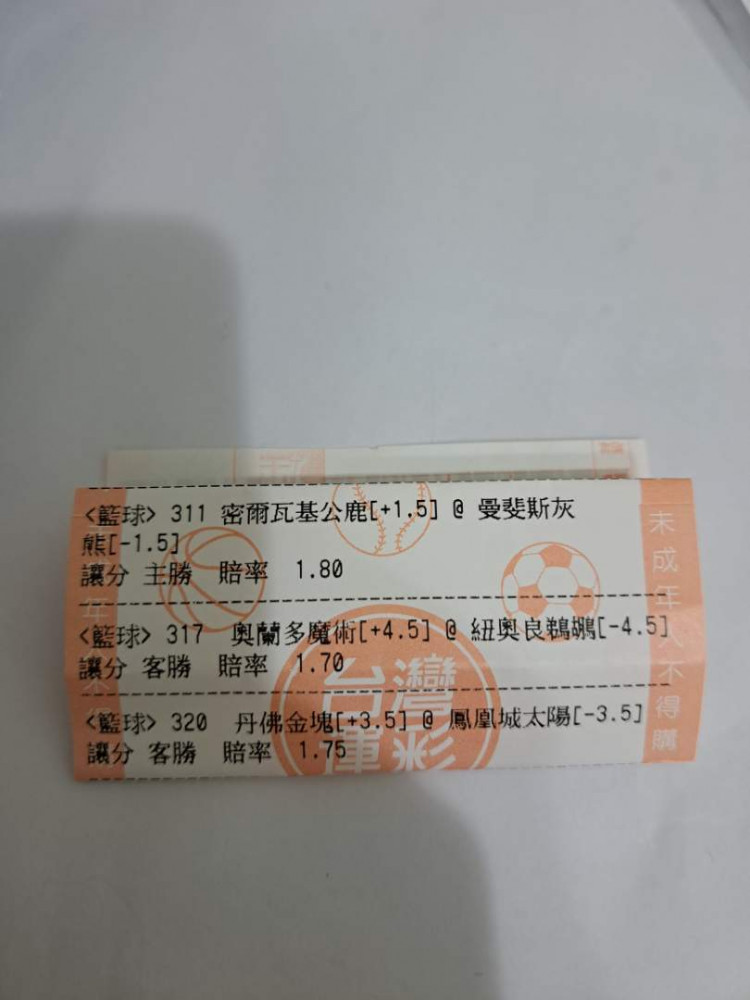 <籃球> 311 密爾瓦基公鹿[+1.5] @ 曼斐斯灰
熊[-1.5]
讓分 主勝 賠率 1.80
<籃球> 317 奧蘭多魔術[+4.5] @ 紐奧良鵜鶘[-4.5]
讓分 客勝 賠率 1.70
<籃球> 320 丹佛金塊[+3.5] @ 鳳凰城太陽[-3.5]
讓分 客勝 賠率 1.75
台灣
運彩
未成年人不得購